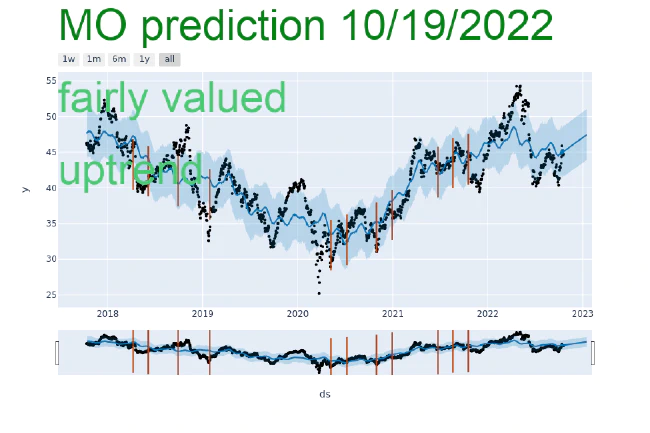 MO prediction 10/19/2022
1w 1m 6m 1y all
fairly valued
uptrend
55
50
45
40
35
30
25
y
2018 2019 2020 2021 2022 2023
ds